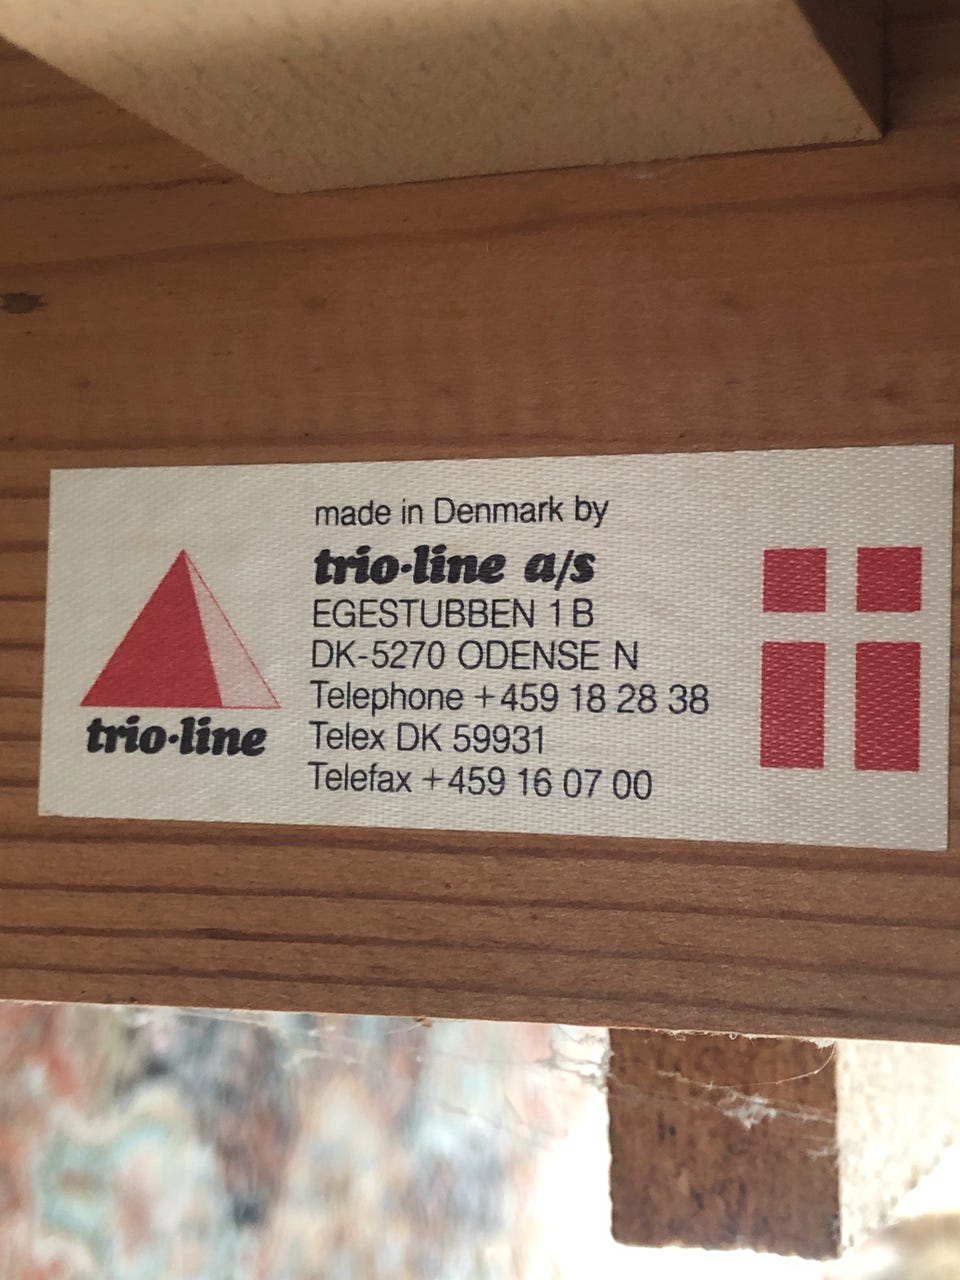 made in Denmark by
trio·line a/s
EGESTUBBEN 1B
DK-5270 ODENSE N
Telephone +459 18 28 38
Telex DK 59931
Telefax +459 16 07 00
trio·line